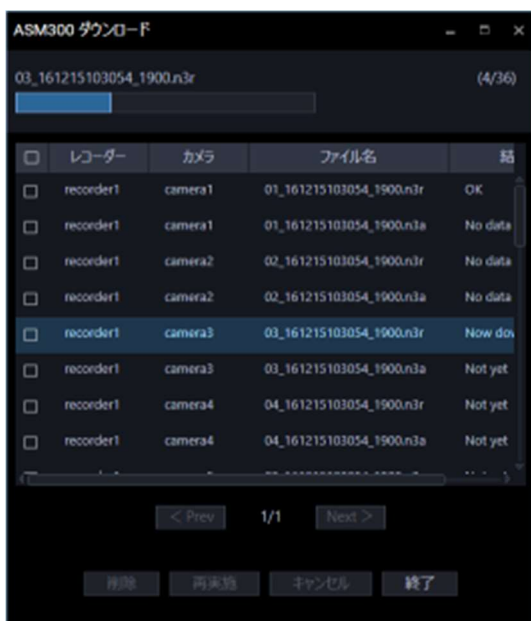 ASM300 ダウンロード
03_161215103054_1900.n3r (4/36)
レコーダー カメラ ファイル名 結
recorder1 camera1 01_161215103054_1900.n3r OK
recorder1 camera1 01_161215103054_1900.n3a No data
recorder1 camera2 02_161215103054_1900.n3r No data
recorder1 camera2 02_161215103054_1900.n3a No data
recorder1 camera3 03_161215103054_1900.n3r Now dov
recorder1 camera3 03_161215103054_1900.n3a Not yet
recorder1 camera4 04_161215103054_1900.n3r Not yet
recorder1 camera4 04_161215103054_1900.n3a Not yet
< Prev 1/1 Next >
削除 再実施 キャンセル 終了